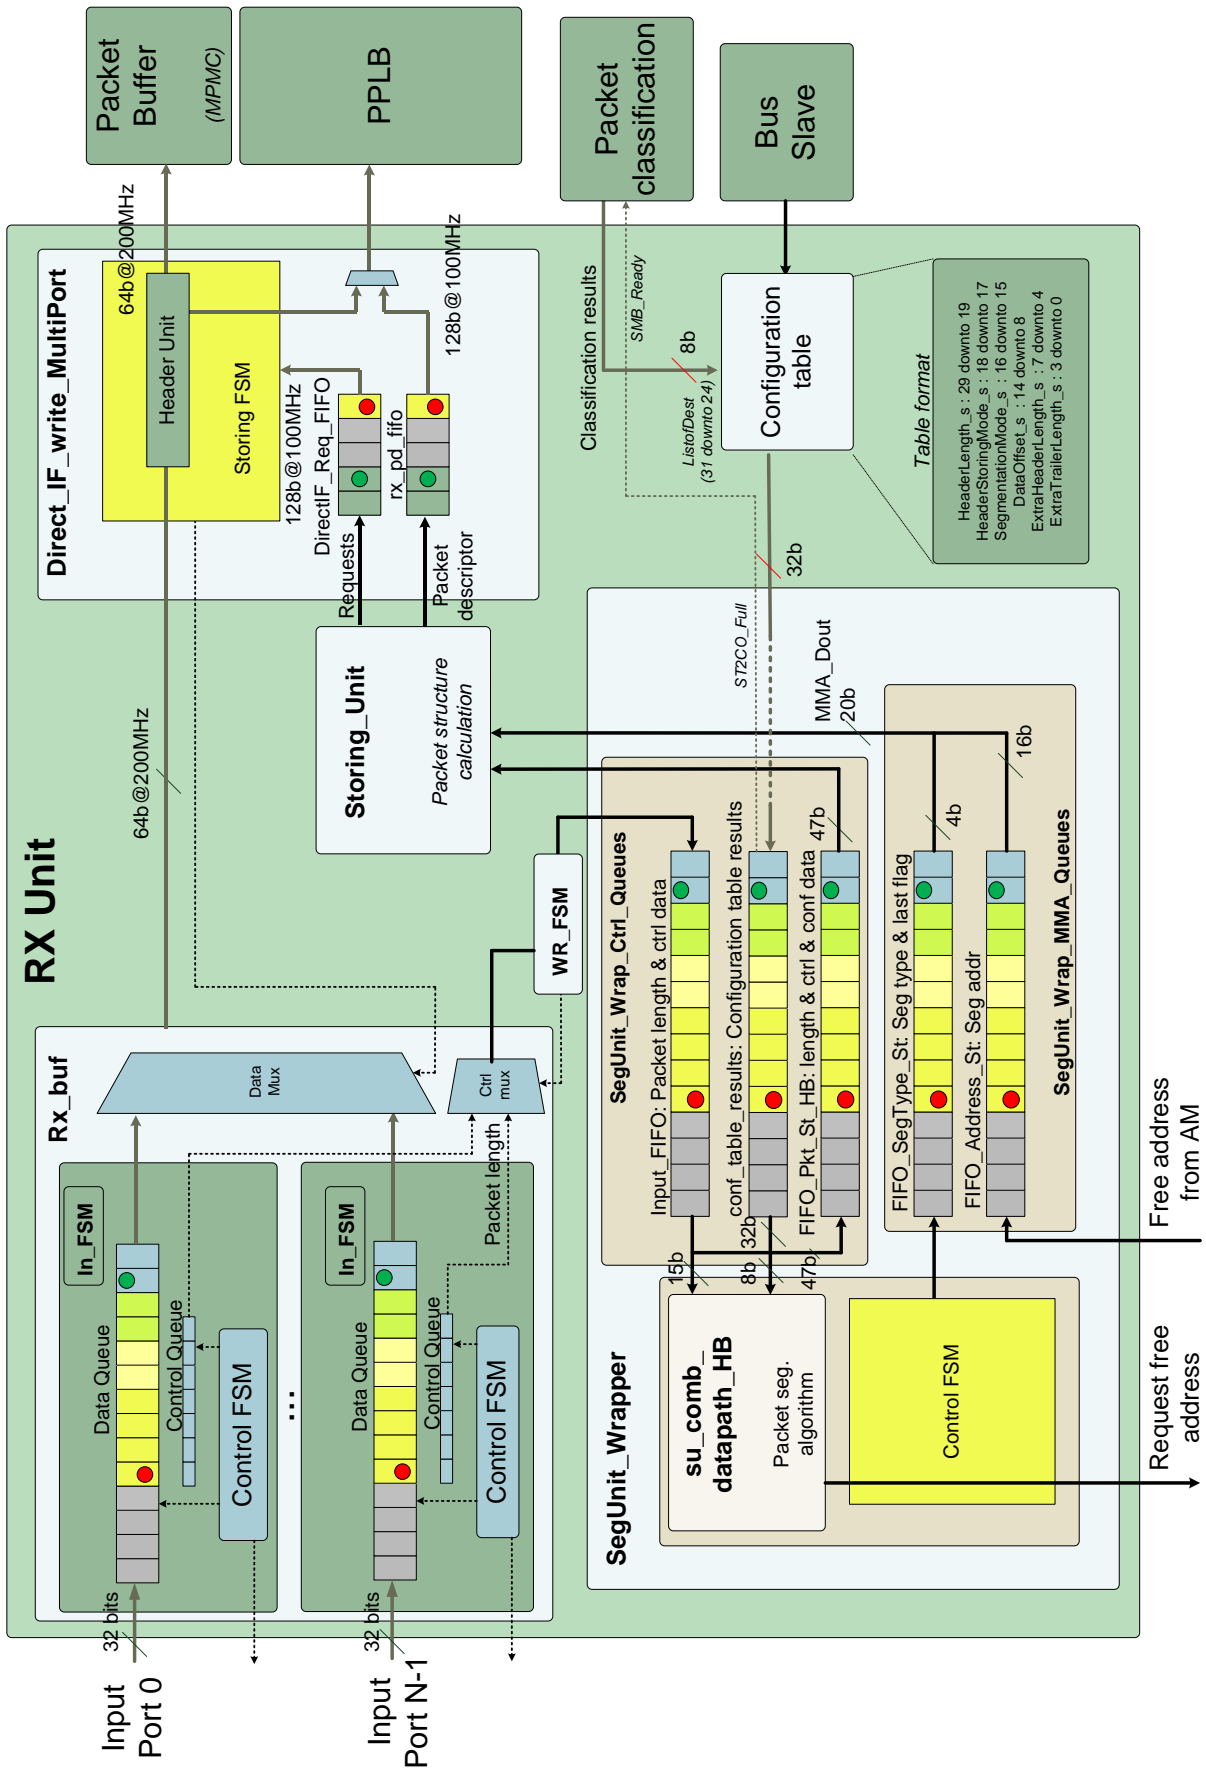 RX Unit
Input
Port 0
32 bits
Input
Port N-1
32 bits
Rx_buf
In_FSM
Data Queue
Control Queue
Control FSM
...
In_FSM
Data Queue
Control Queue
Control FSM
Packet length
Data
Mux
Ctrl
mux
64b@200MHz
WR_FSM
Storing_Unit
Packet structure
calculation
Requests
Packet
descriptor
Direct_IF_write_MultiPort
Header Unit
Storing FSM
128b@100MHz
DirectIF_Req_FIFO
rx_pd_fifo
64b@200MHz
128b@100MHz
Packet
Buffer
(MPMC)
PPLB
Packet
classification
Bus
Slave
Classification results
SMB_Ready
8b
ListofDest
(31 downto 24)
Configuration
table
32b
ST2CO_Full
Table format
HeaderLength_s : 29 downto 19
HeaderStoringMode_s : 18 downto 17
SegmentationMode_s : 16 downto 15
DataOffset_s : 14 downto 8
ExtraHeaderLength_s : 7 downto 4
ExtraTrailerLength_s : 3 downto 0
SegUnit_Wrapper
su_comb_
datapath_HB
Packet seg.
algorithm
Control FSM
SegUnit_Wrap_Ctrl_Queues
Input_FIFO: Packet length & ctrl data
conf_table_results: Configuration table results
FIFO_Pkt_St_HB: length & ctrl & conf data
15b
32b
8b
47b
47b
FIFO_SegType_St: Seg type & last flag
FIFO_Address_St: Seg addr
SegUnit_Wrap_MMA_Queues
4b
16b
MMA_Dout
20b
Request free
address
Free address
from AM